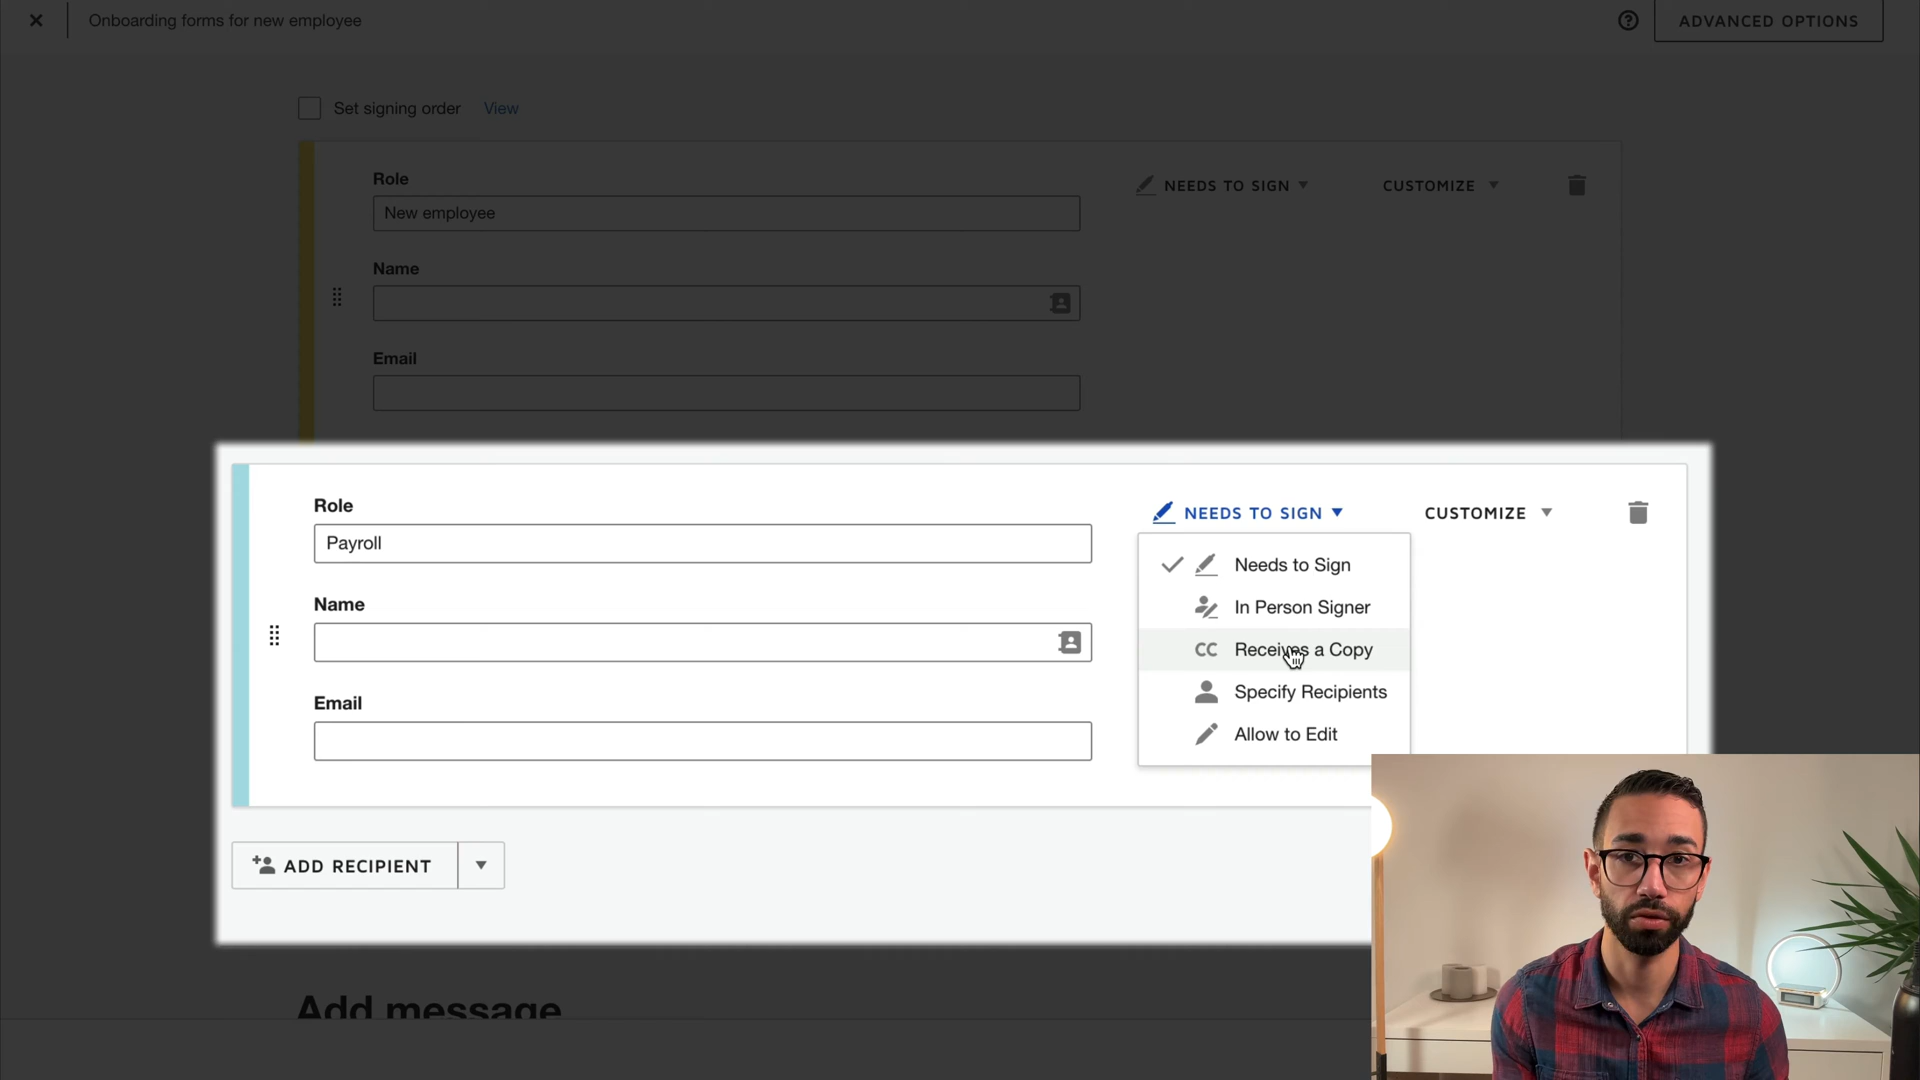 Onboarding forms for new employee
ADVANCED OPTIONS
Set signing order View
Role
New employee
NEEDS TO SIGN
CUSTOMIZE
Name
Email
Role
Payroll
NEEDS TO SIGN
CUSTOMIZE
Needs to Sign
In Person Signer
CC Receives a Copy
Specify Recipients
Allow to Edit
Name
Email
ADD RECIPIENT
Add message